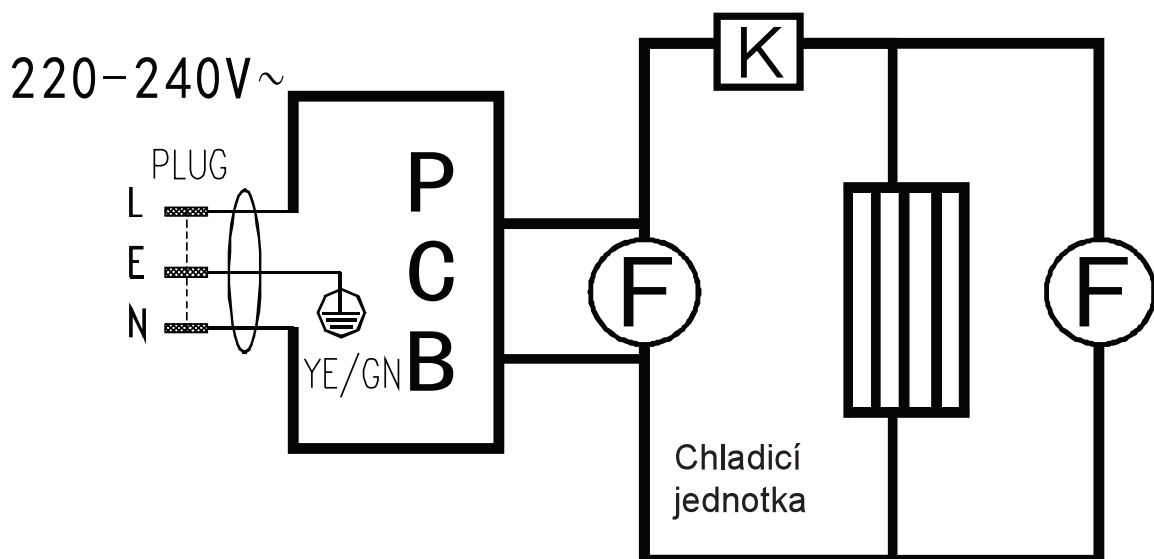 220-240V~
PLUG
L
E
N
YE/GN
P
C
B
K
F
F
Chladicí
jednotka